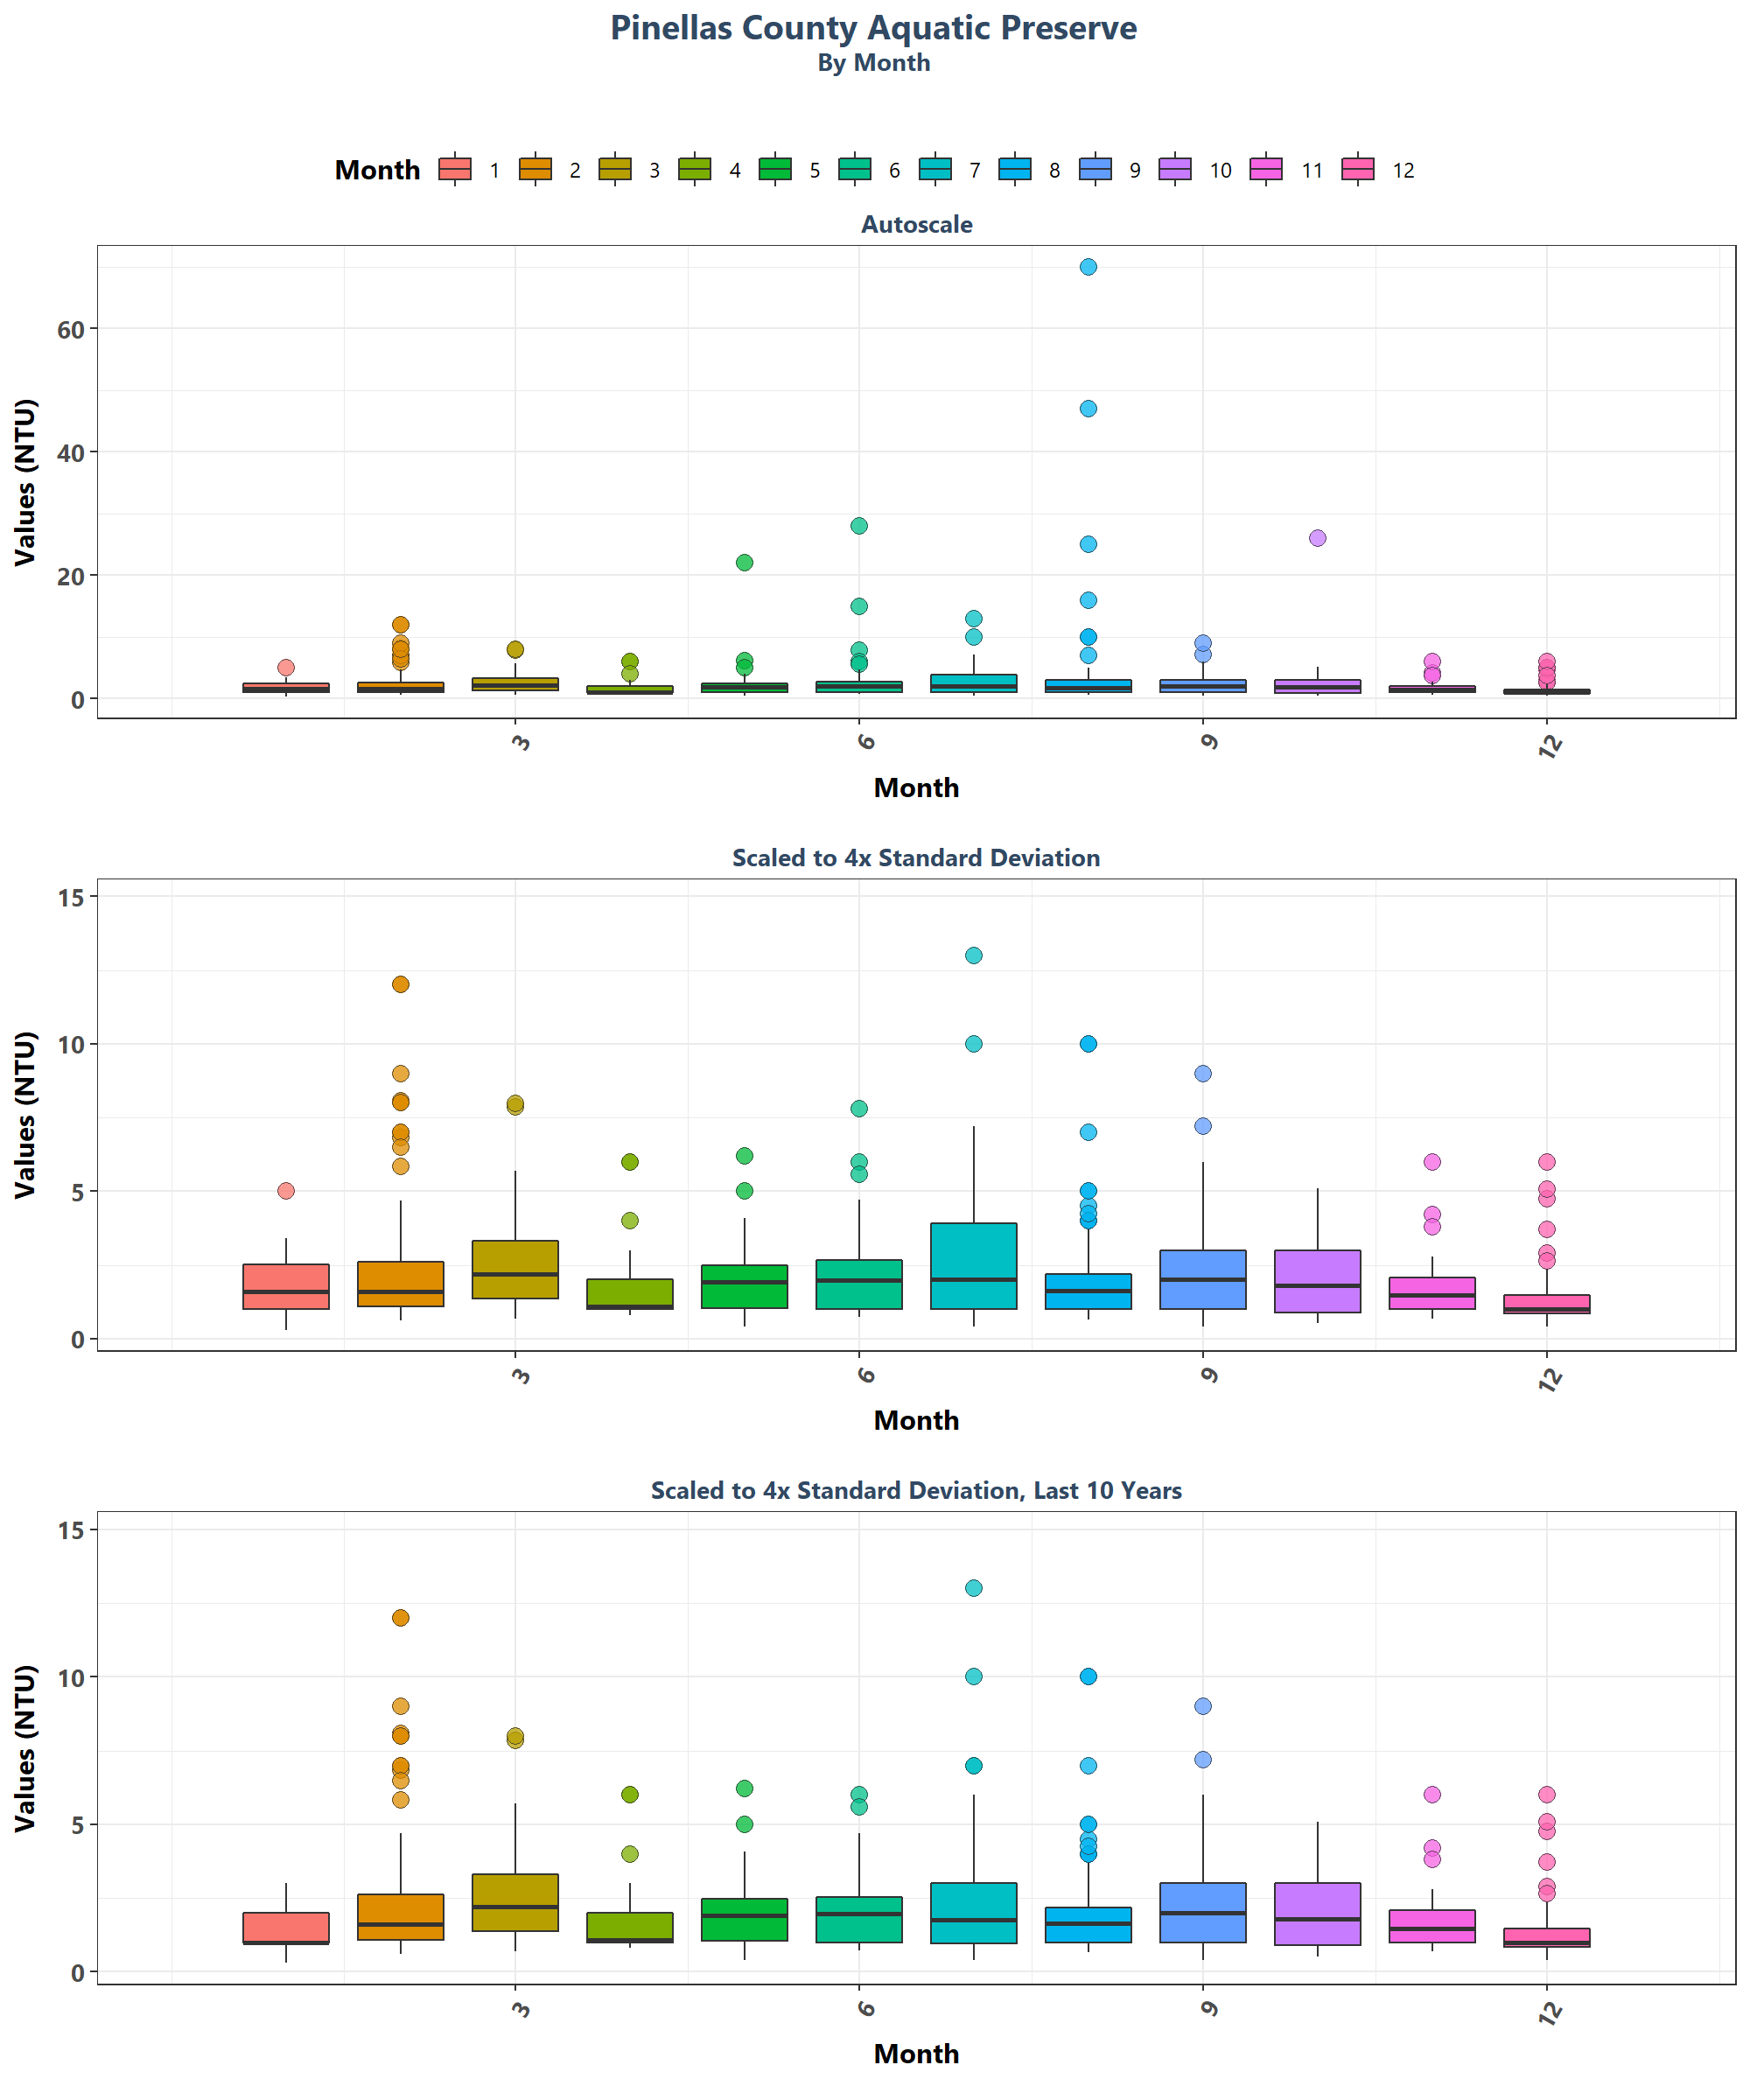 Pinellas County Aquatic Preserve
By Month
Month 1 2 3 4 5 6 7 8 9 10 11 12
Autoscale
Values (NTU)
60
40
20
0
3 6 9 12
Month
Scaled to 4x Standard Deviation
Values (NTU)
15
10
5
0
3 6 9 12
Month
Scaled to 4x Standard Deviation, Last 10 Years
Values (NTU)
15
10
5
0
3 6 9 12
Month